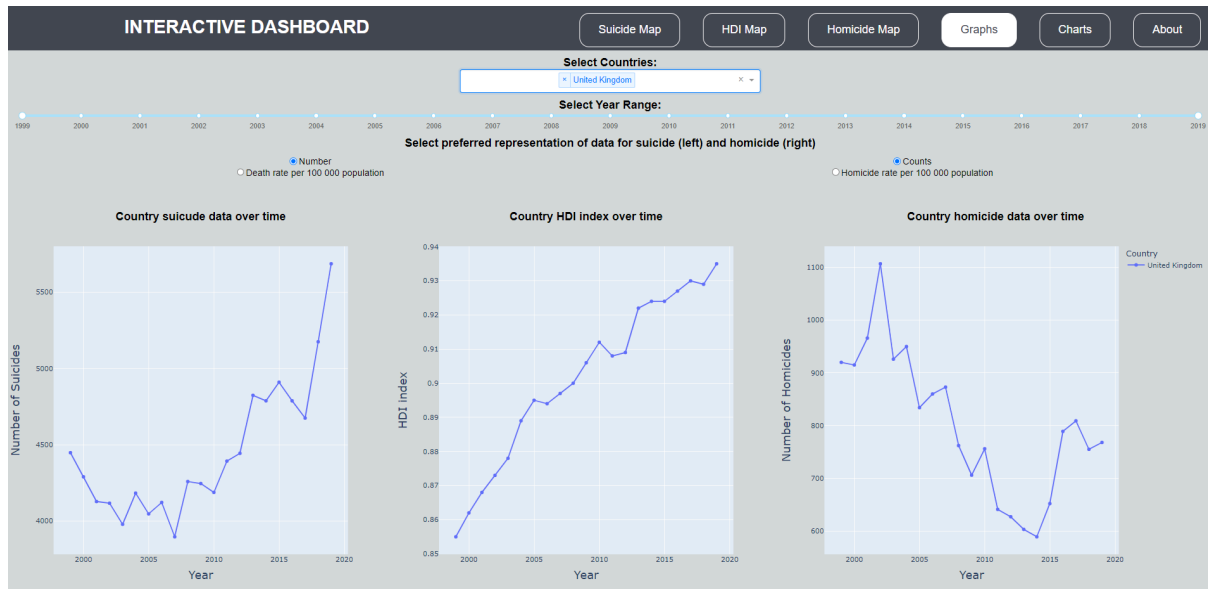 INTERACTIVE DASHBOARD
Suicide Map
HDI Map
Homicide Map
Graphs
Charts
About
Select Countries:
× United Kingdom ×
Select Year Range:
1999 2000 2001 2002 2003 2004 2005 2006 2007 2008 2009 2010 2011 2012 2013 2014 2015 2016 2017 2018 2019
Select preferred representation of data for suicide (left) and homicide (right)
Number
Death rate per 100 000 population
Counts
Homicide rate per 100 000 population
Country suicude data over time
Number of Suicides
5500
5000
4500
4000
2000 2005 2010 2015 2020
Year
Country HDI index over time
HDI index
0.94
0.93
0.92
0.91
0.9
0.89
0.88
0.87
0.86
0.85
2000 2005 2010 2015 2020
Year
Country homicide data over time
Number of Homicides
1100
1000
900
800
700
600
2000 2005 2010 2015 2020
Year
Country
United Kingdom